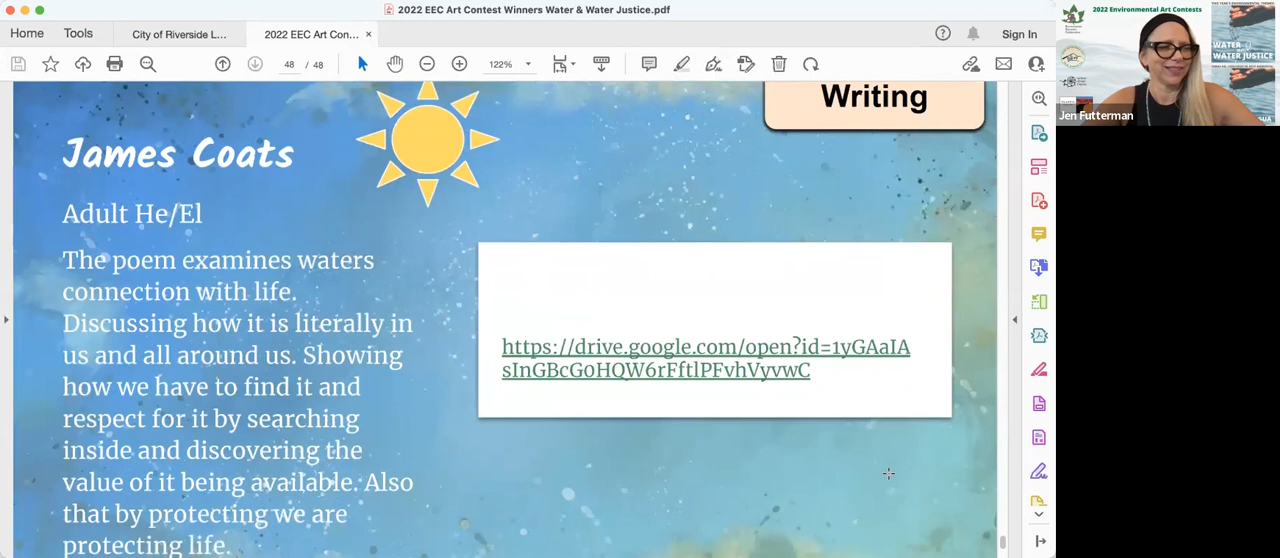 2022 EEC Art Contest Winners Water & Water Justice.pdf
Home
Tools
City of Riverside L...
2022 EEC Art Con...
Sign In
48 / 48
122%
Writing
James Coats
Adult He/El
The poem examines waters
connection with life.
Discussing how it is literally in
us and all around us. Showing
how we have to find it and
respect for it by searching
inside and discovering the
value of it being available. Also
that by protecting we are
protecting life.
https://drive.google.com/open?id=1yGAaIA
sInGBcG0HQW6rFftlPFvhVyvwC
2022 Environmental Art Contests
WATER
WATER JUSTICE
Jen Futterman